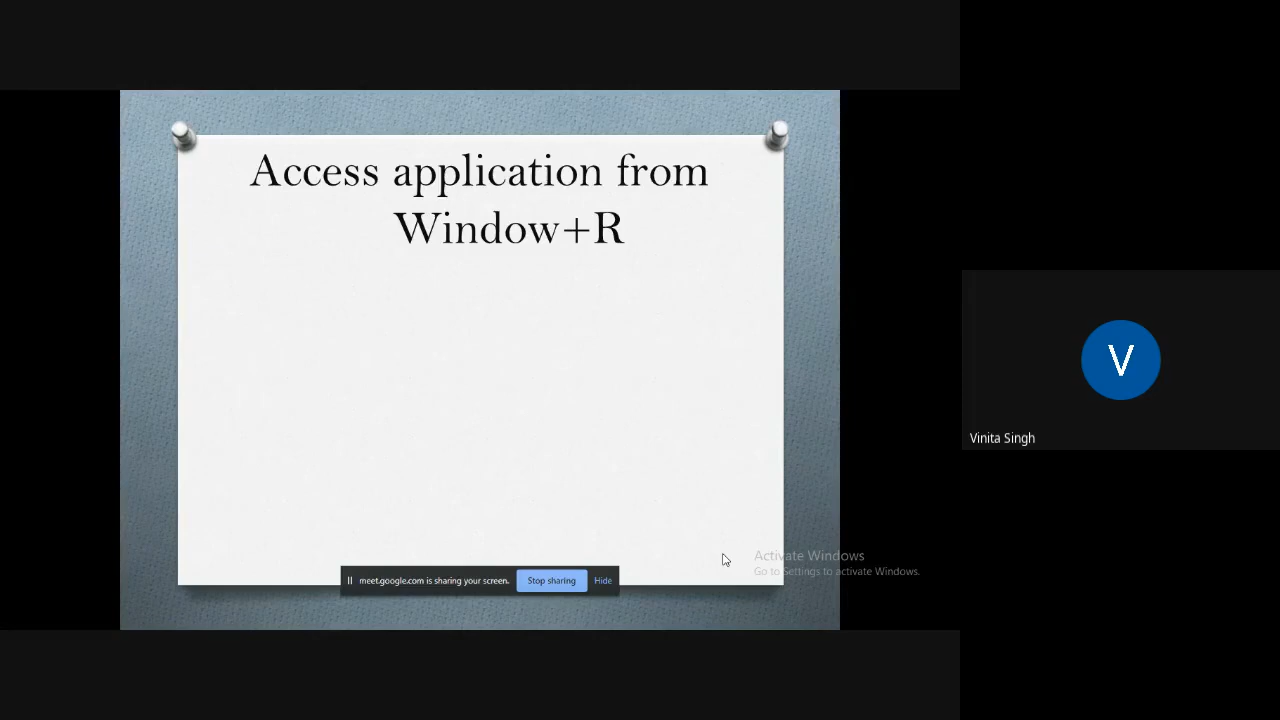 Access application from
Window+R
meet.google.com is sharing your screen.
Stop sharing
Hide
Activate Windows
Go to Settings to activate Windows.
V
Vinita Singh